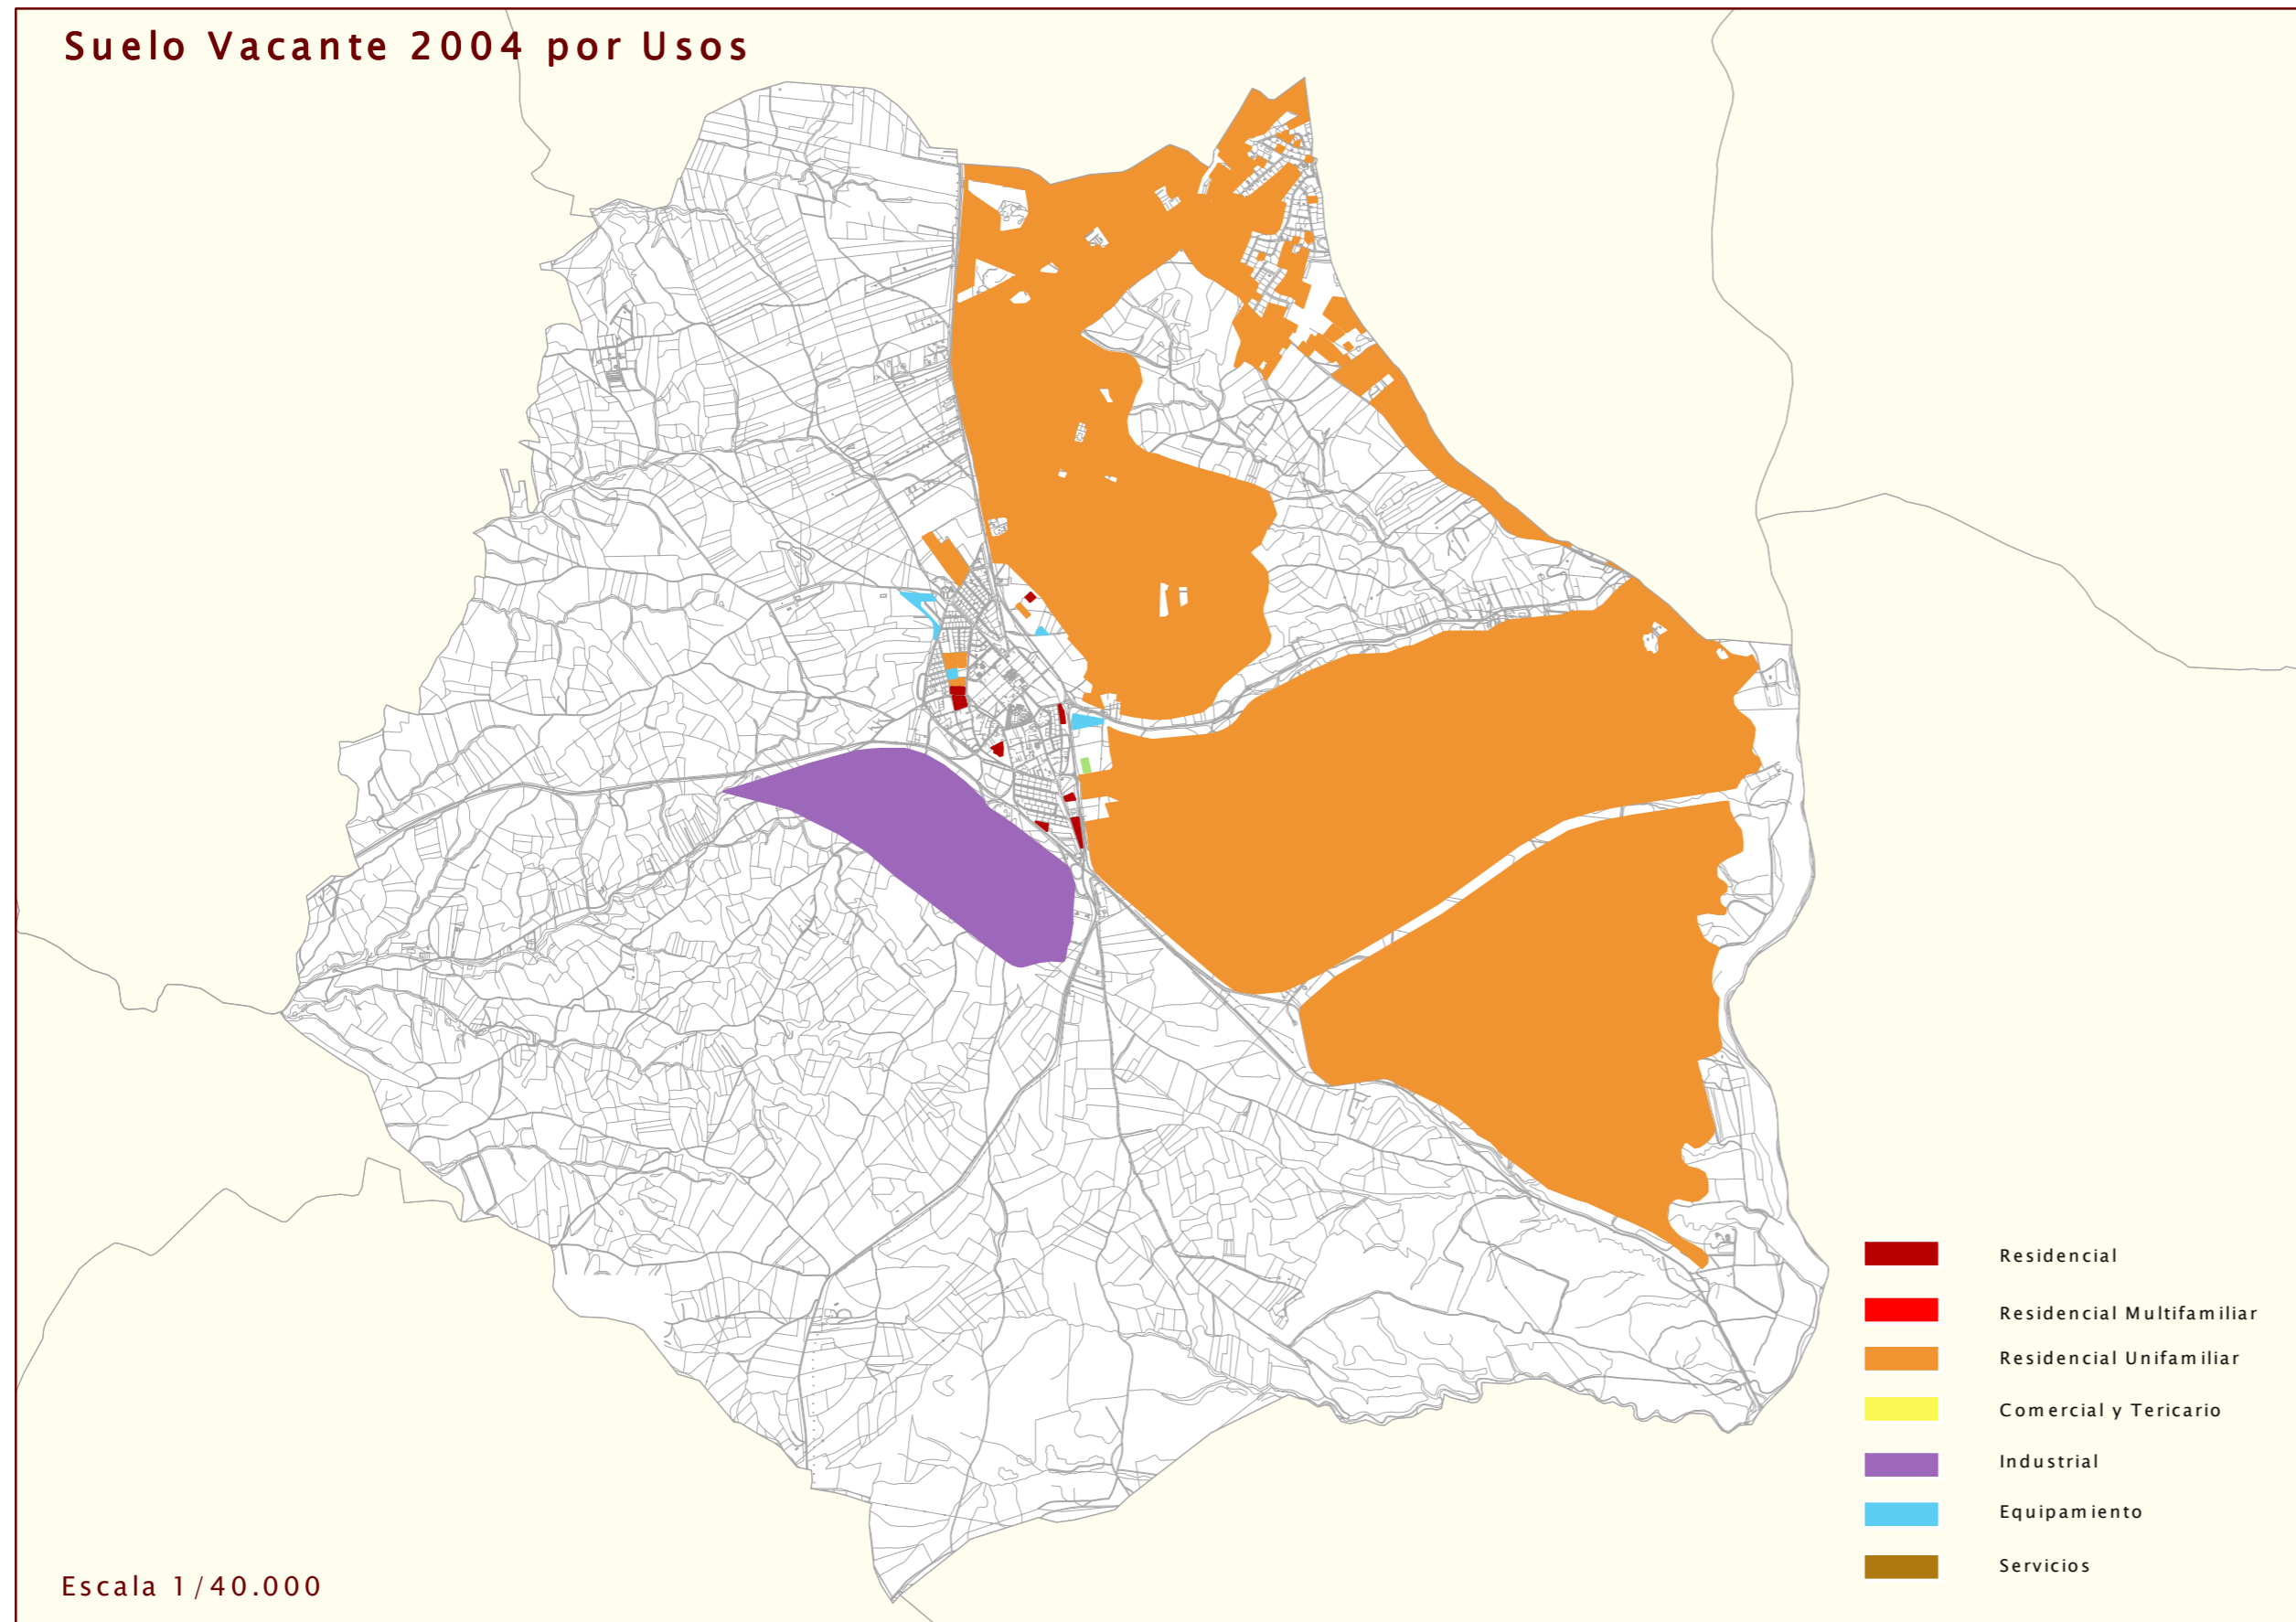 Suelo Vacante 2004 por Usos
Residencial
Residencial Multifamiliar
Residencial Unifamiliar
Comercial y Tericario
Industrial
Equipamiento
Servicios
Escala 1/40.000